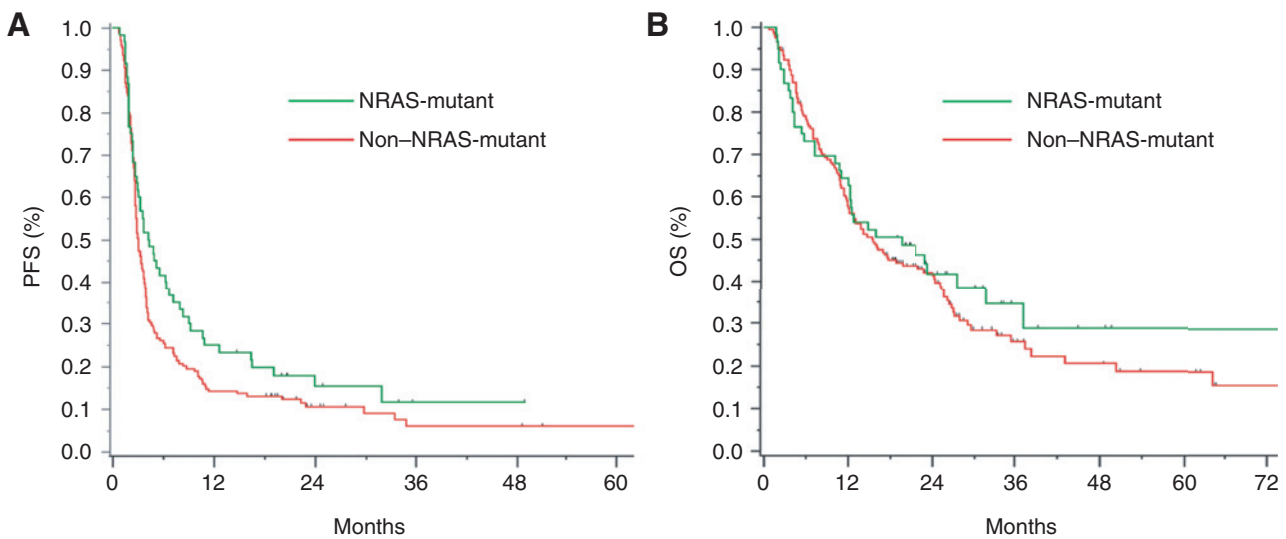 A
PFS (%)
1.0
0.9
0.8
0.7
0.6
0.5
0.4
0.3
0.2
0.1
0.0
NRAS-mutant
Non–NRAS-mutant
0 12 24 36 48 60
Months
B
OS (%)
1.0
0.9
0.8
0.7
0.6
0.5
0.4
0.3
0.2
0.1
0.0
NRAS-mutant
Non–NRAS-mutant
0 12 24 36 48 60 72
Months